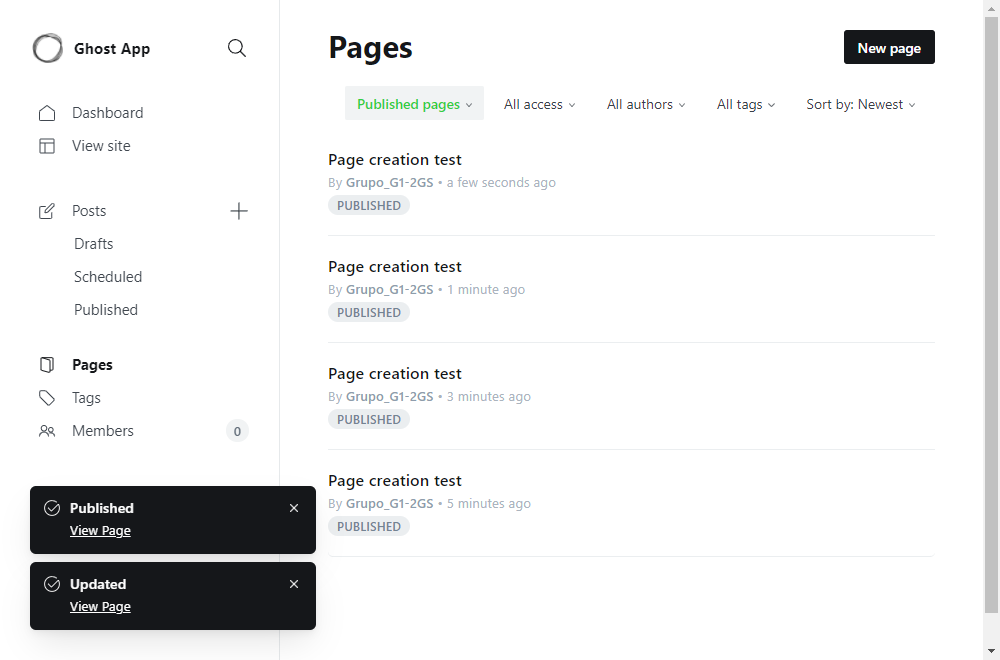 Ghost App
Dashboard
View site
Posts
Drafts
Scheduled
Published
Pages
Tags
Members
0
Published
View Page
Updated
View Page
Pages
New page
Published pages
All access
All authors
All tags
Sort by: Newest
Page creation test
By Grupo_G1-2GS • a few seconds ago
PUBLISHED
Page creation test
By Grupo_G1-2GS • 1 minute ago
PUBLISHED
Page creation test
By Grupo_G1-2GS • 3 minutes ago
PUBLISHED
Page creation test
By Grupo_G1-2GS • 5 minutes ago
PUBLISHED